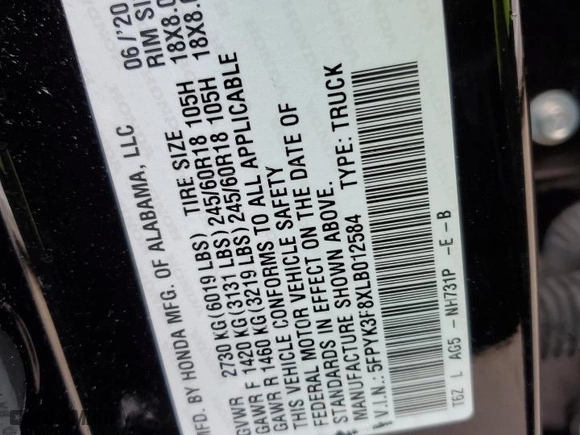 MFD. BY HONDA MFG. OF ALABAMA, LLC 06 /'20
GVWR 2730 KG (6019 LBS) TIRE SIZE RIM SI
GAWR F 1420 KG (3131 LBS) 245/60R18 105H 18X8.0
GAWR R 1460 KG (3219 LBS) 245/60R18 105H 18X8.0
THIS VEHICLE CONFORMS TO ALL APPLICABLE
FEDERAL MOTOR VEHICLE SAFETY
STANDARDS IN EFFECT ON THE DATE OF
MANUFACTURE SHOWN ABOVE.
V.I.N.: 5FPYK3F8XLB012584 TYPE: TRUCK
T6Z L AG5 - NH731P -E-B